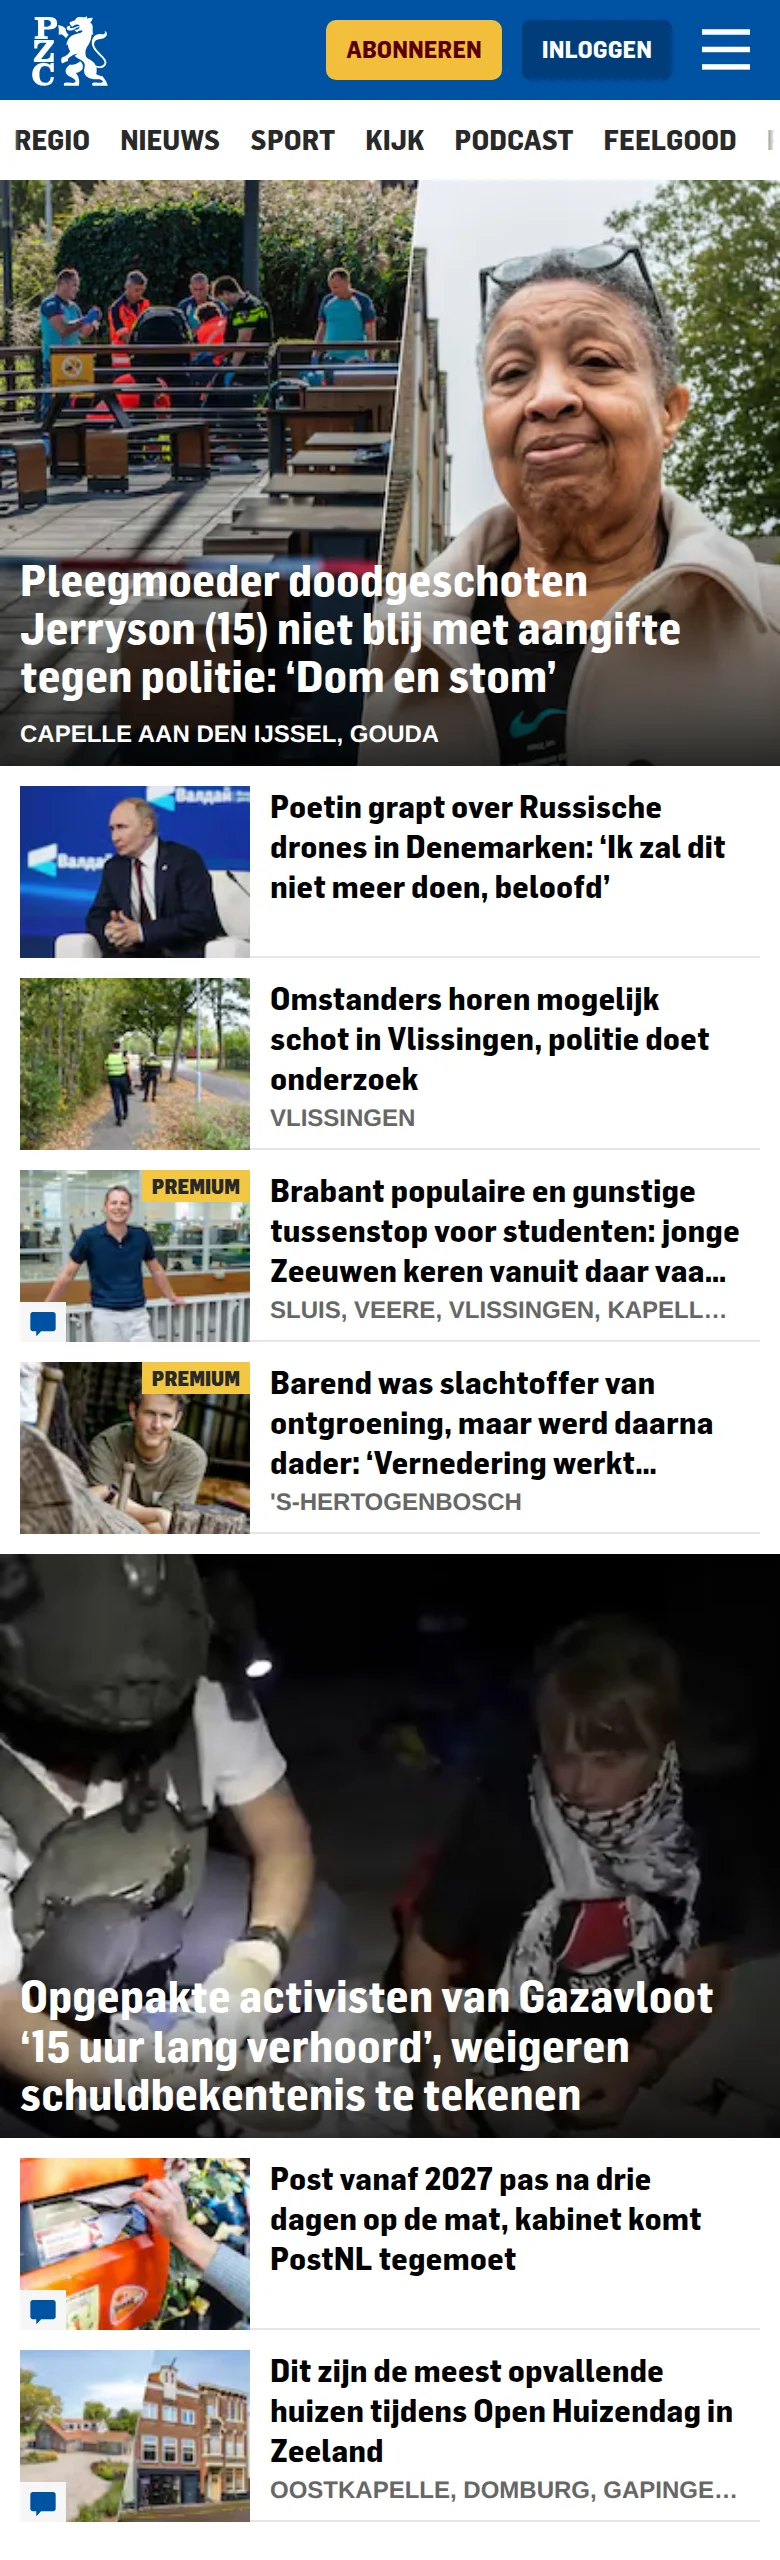 PZC
ABONNEREN
INLOGGEN
REGIO NIEUWS SPORT KIJK PODCAST FEELGOOD
Pleegmoeder doodgeschoten
Jerryson (15) niet blij met aangifte
tegen politie: ‘Dom en stom’
CAPELLE AAN DEN IJSSEL, GOUDA
Валдай
Валдай
Poetin grapt over Russische
drones in Denemarken: ‘Ik zal dit
niet meer doen, beloofd’
Omstanders horen mogelijk
schot in Vlissingen, politie doet
onderzoek
VLISSINGEN
PREMIUM
Brabant populaire en gunstige
tussenstop voor studenten: jonge
Zeeuwen keren vanuit daar vaa...
SLUIS, VEERE, VLISSINGEN, KAPELL...
PREMIUM
Barend was slachtoffer van
ontgroening, maar werd daarna
dader: ‘Vernedering werkt...
'S-HERTOGENBOSCH
Opgepakte activisten van Gazavloot
‘15 uur lang verhoord’, weigeren
schuldbekentenis te tekenen
Post vanaf 2027 pas na drie
dagen op de mat, kabinet komt
PostNL tegemoet
Dit zijn de meest opvallende
huizen tijdens Open Huizendag in
Zeeland
OOSTKAPELLE, DOMBURG, GAPINGE...